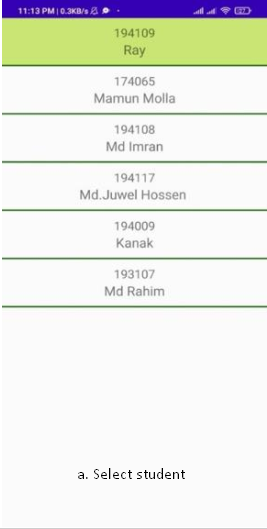 11:13 PM | 0.3KB/s
194109
Ray
174065
Mamun Molla
194108
Md Imran
194117
Md.Juwel Hossen
194009
Kanak
193107
Md Rahim
a. Select student